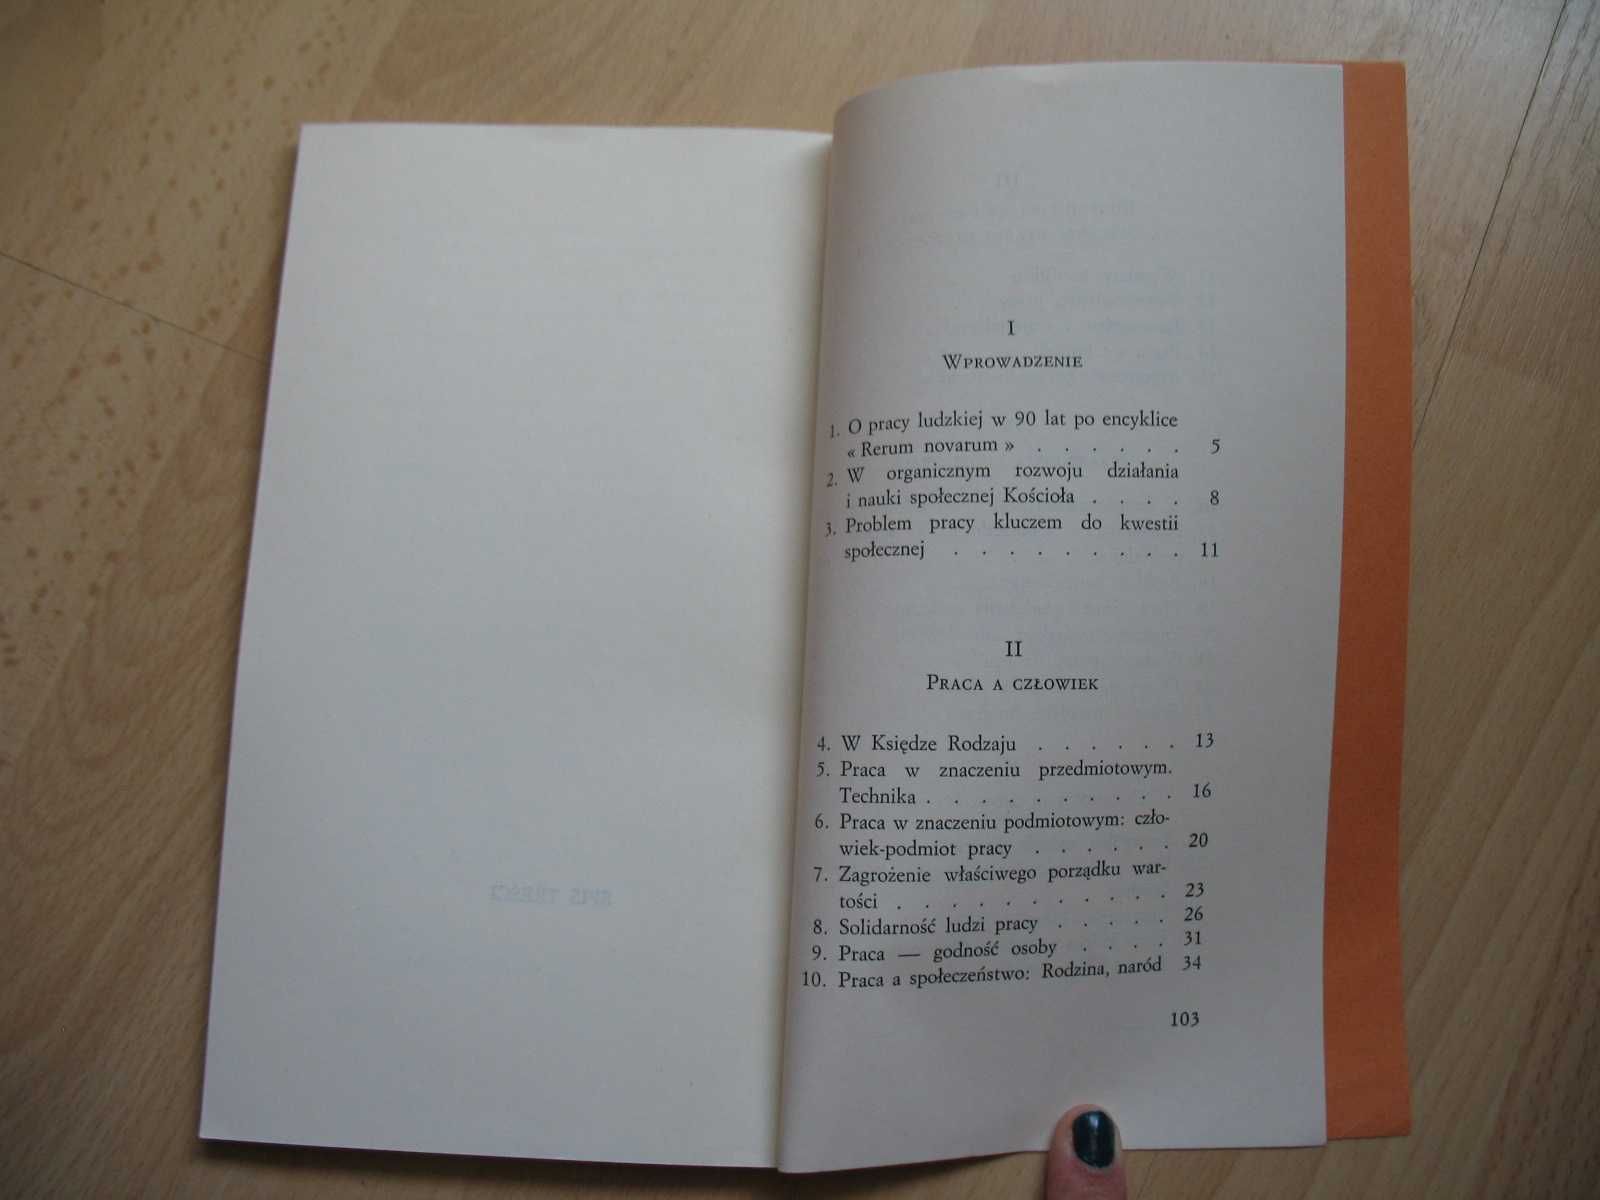 SPIS TREŚCI
I
WPROWADZENIE
1. O pracy ludzkiej w 90 lat po encyklice
« Rerum novarum » . . . . . . 5
2. W organicznym rozwoju działania
i nauki społecznej Kościoła . . . . 8
3. Problem pracy kluczem do kwestii
społecznej . . . . . . . . . 11
II
PRACA A CZŁOWIEK
4. W Księdze Rodzaju . . . . . . 13
5. Praca w znaczeniu przedmiotowym.
Technika . . . . . . . . . . 16
6. Praca w znaczeniu podmiotowym: czło-
wiek-podmiot pracy . . . . . . 20
7. Zagrożenie właściwego porządku war-
tości . . . . . . . . . . . 23
8. Solidarność ludzi pracy . . . . . 26
9. Praca — godność osoby . . . . 31
10. Praca a społeczeństwo: Rodzina, naród 34
103